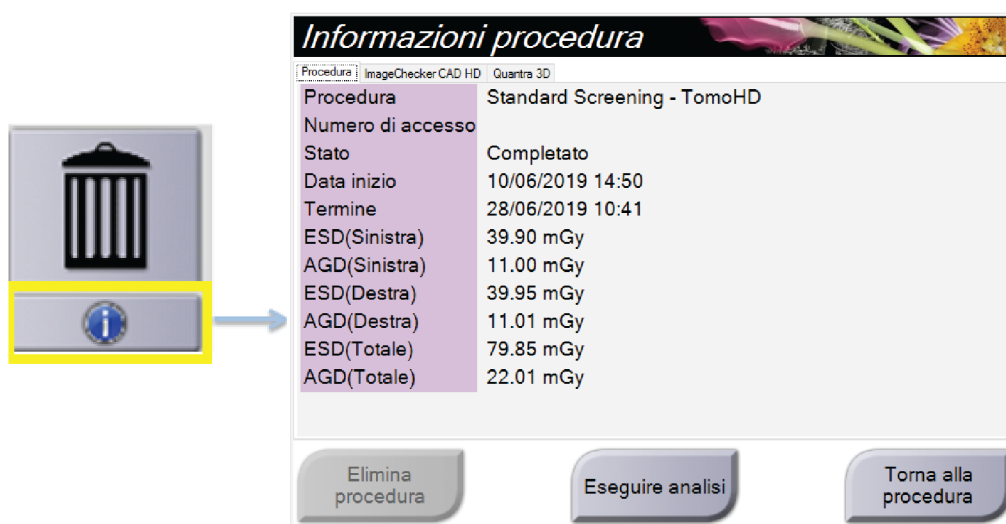 Informazioni procedura
Procedura ImageChecker CAD HD Quantra 3D
Procedura Standard Screening - TomoHD
Numero di accesso
Stato Completato
Data inizio 10/06/2019 14:50
Termine 28/06/2019 10:41
ESD(Sinistra) 39.90 mGy
AGD(Sinistra) 11.00 mGy
ESD(Destra) 39.95 mGy
AGD(Destra) 11.01 mGy
ESD(Totale) 79.85 mGy
AGD(Totale) 22.01 mGy
Elimina
procedura
Eseguire analisi
Torna alla
procedura